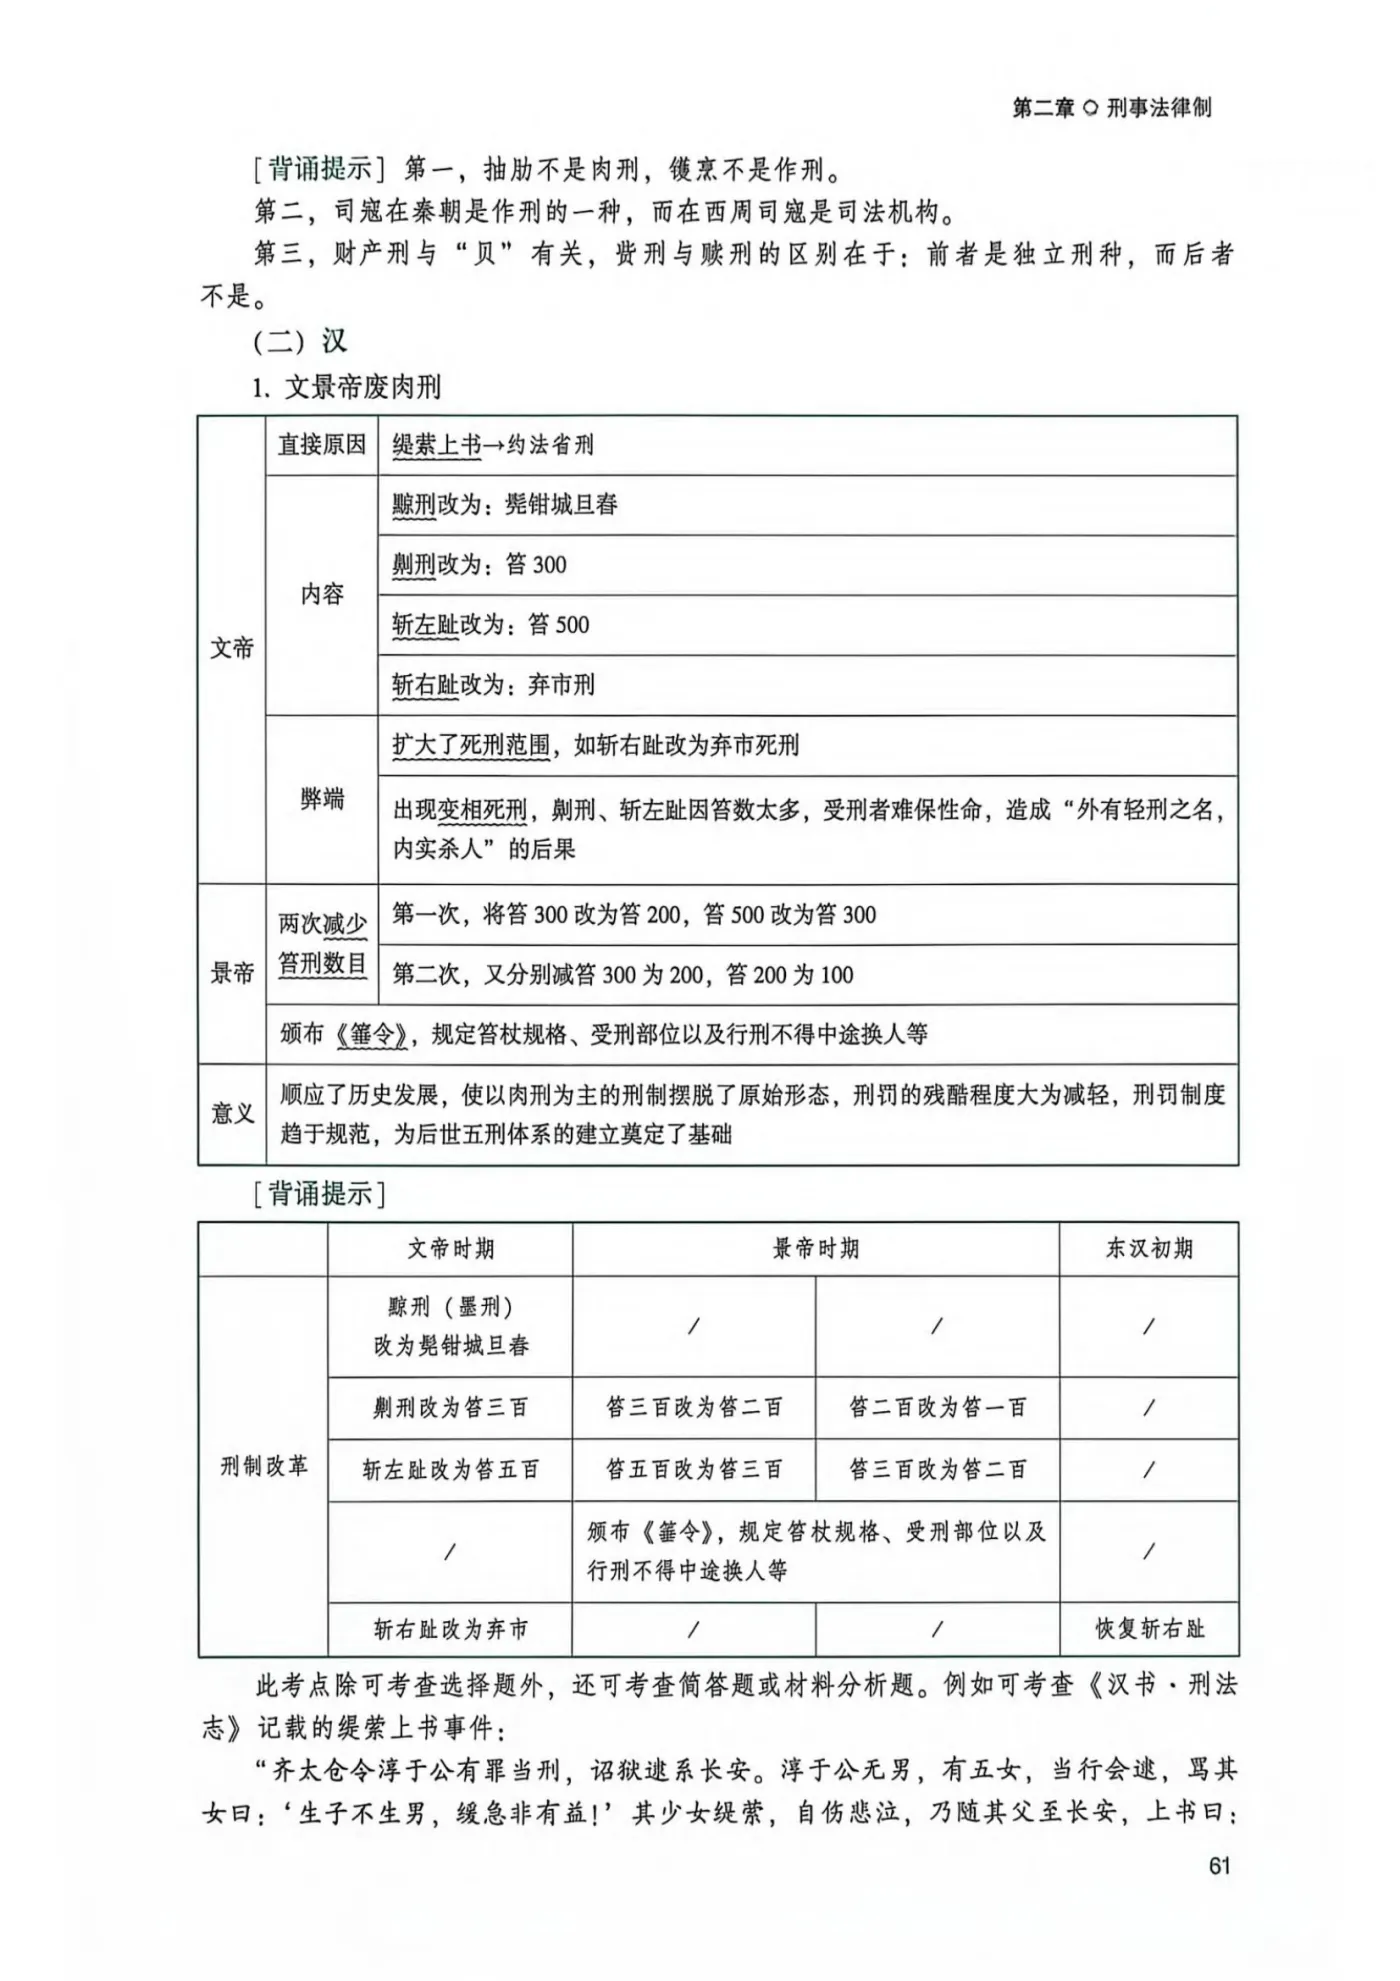 第二章 ○ 刑事法律制
[背诵提示] 第一，抽肋不是肉刑，镬烹不是作刑。
第二，司寇在秦朝是作刑的一种，而在西周司寇是司法机构。
第三，财产刑与“贝”有关，赀刑与赎刑的区别在于：前者是独立刑种，而后者
不是。
（二）汉
1. 文景帝废肉刑
文帝
直接原因
缇萦上书→约法省刑
内容
黥刑改为：髡钳城旦舂
劓刑改为：笞 300
斩左趾改为：笞 500
斩右趾改为：弃市刑
弊端
扩大了死刑范围，如斩右趾改为弃市死刑
出现变相死刑，劓刑、斩左趾因笞数太多，受刑者难保性命，造成“外有轻刑之名，
内实杀人”的后果
景帝
两次减少
笞刑数目
第一次，将笞 300 改为笞 200，笞 500 改为笞 300
第二次，又分别减笞 300 为 200，笞 200 为 100
颁布《箠令》，规定笞杖规格、受刑部位以及行刑不得中途换人等
意义
顺应了历史发展，使以肉刑为主的刑制摆脱了原始形态，刑罚的残酷程度大为减轻，刑罚制度
趋于规范，为后世五刑体系的建立奠定了基础
[背诵提示]
文帝时期 景帝时期 东汉初期
刑制改革
黥刑（墨刑）
改为髡钳城旦舂
/ / /
劓刑改为笞三百 笞三百改为笞二百 笞二百改为笞一百 /
斩左趾改为笞五百 笞五百改为笞三百 笞三百改为笞二百 /
/
颁布《箠令》，规定笞杖规格、受刑部位以及
行刑不得中途换人等
/
斩右趾改为弃市 / / 恢复斩右趾
此考点除可考查选择题外，还可考查简答题或材料分析题。例如可考查《汉书·刑法
志》记载的缇萦上书事件：
“齐太仓令淳于公有罪当刑，诏狱逮系长安。淳于公无男，有五女，当行会逮，骂其
女曰：‘生子不生男，缓急非有益！’其少女缇萦，自伤悲泣，乃随其父至长安，上书曰：
61